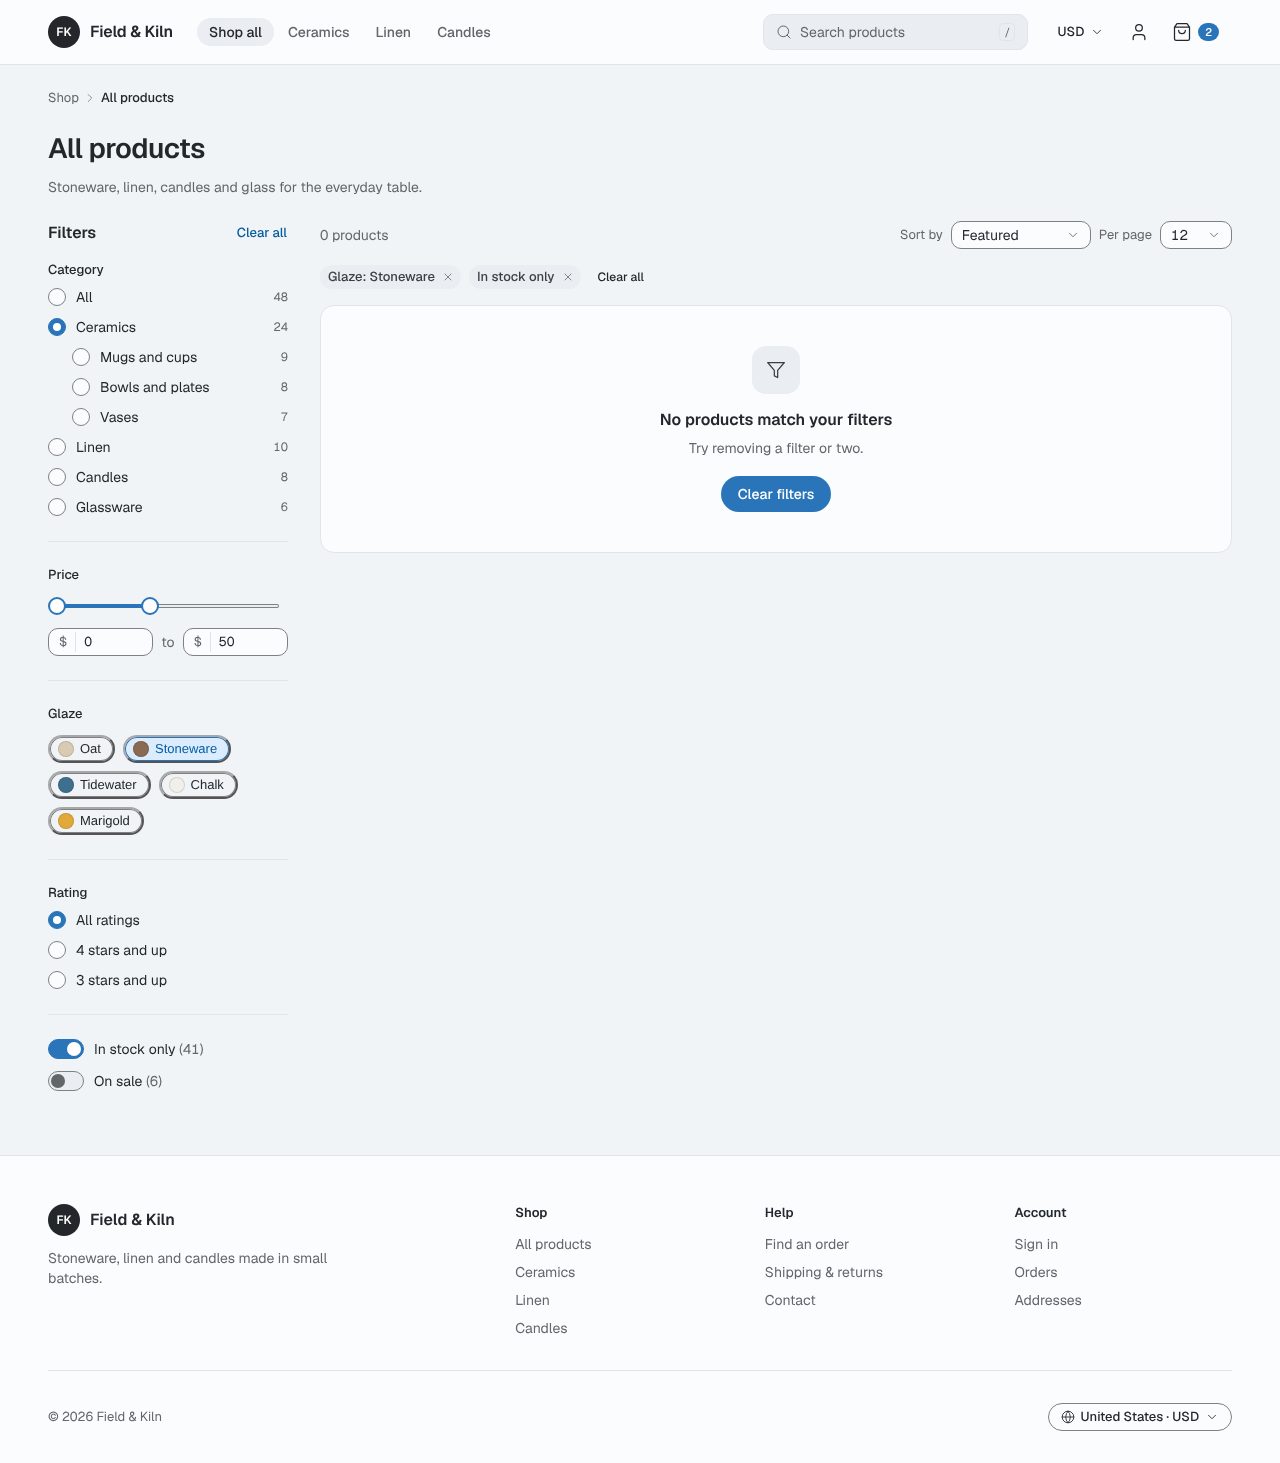 FK Field & Kiln Shop all Ceramics Linen Candles Search products / USD 2
Shop All products
All products
Stoneware, linen, candles and glass for the everyday table.
Filters Clear all
Category
All 48
Ceramics 24
Mugs and cups 9
Bowls and plates 8
Vases 7
Linen 10
Candles 8
Glassware 6
Price
$ 0 to $ 50
Glaze
Oat Stoneware
Tidewater Chalk
Marigold
Rating
All ratings
4 stars and up
3 stars and up
In stock only (41)
On sale (6)
0 products Sort by Featured Per page 12
Glaze: Stoneware In stock only Clear all
No products match your filters
Try removing a filter or two.
Clear filters
FK Field & Kiln
Stoneware, linen and candles made in small
batches.
Shop
All products
Ceramics
Linen
Candles
Help
Find an order
Shipping & returns
Contact
Account
Sign in
Orders
Addresses
© 2026 Field & Kiln United States · USD